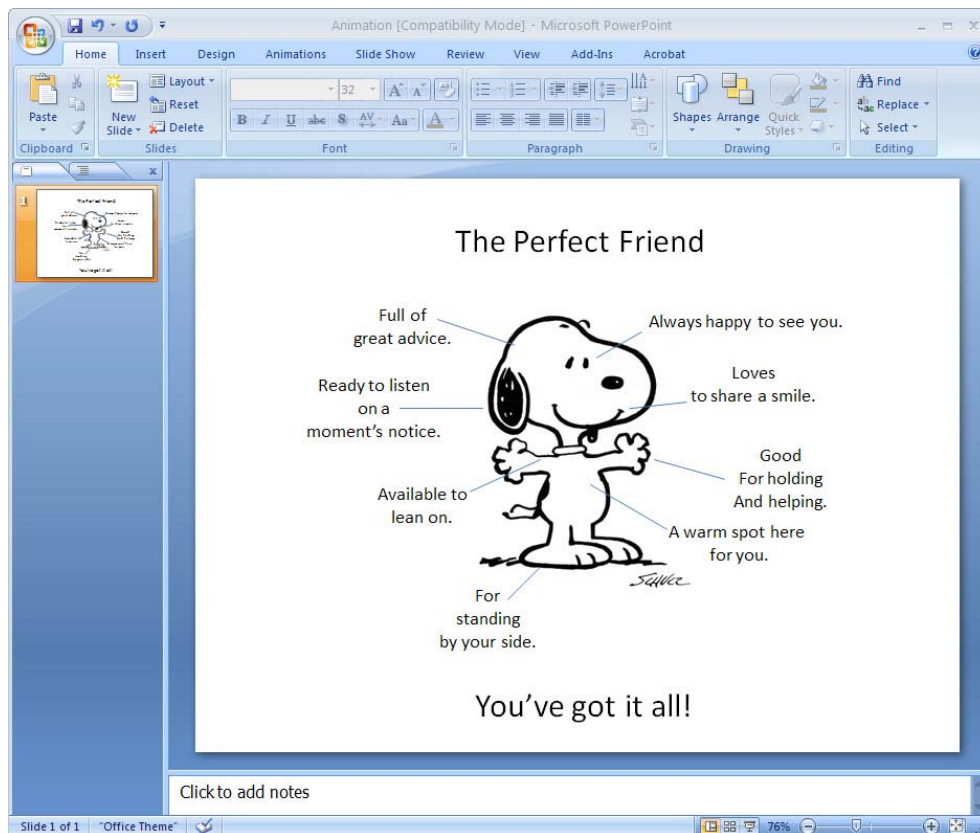 Animation [Compatibility Mode] - Microsoft PowerPoint
Home Insert Design Animations Slide Show Review View Add-Ins Acrobat
Paste
Clipboard
New
Slide
Layout
Reset
Delete
Slides
32
B I U abe S AV Aa A
Font
Paragraph
Shapes Arrange Quick
Styles
Drawing
Find
Replace
Select
Editing
1
The Perfect Friend
Full of
great advice.
Always happy to see you.
Ready to listen
on a
moment's notice.
Loves
to share a smile.
Available to
lean on.
Good
For holding
And helping.
A warm spot here
for you.
For
standing
by your side.
You've got it all!
Click to add notes
Slide 1 of 1 "Office Theme" 76%